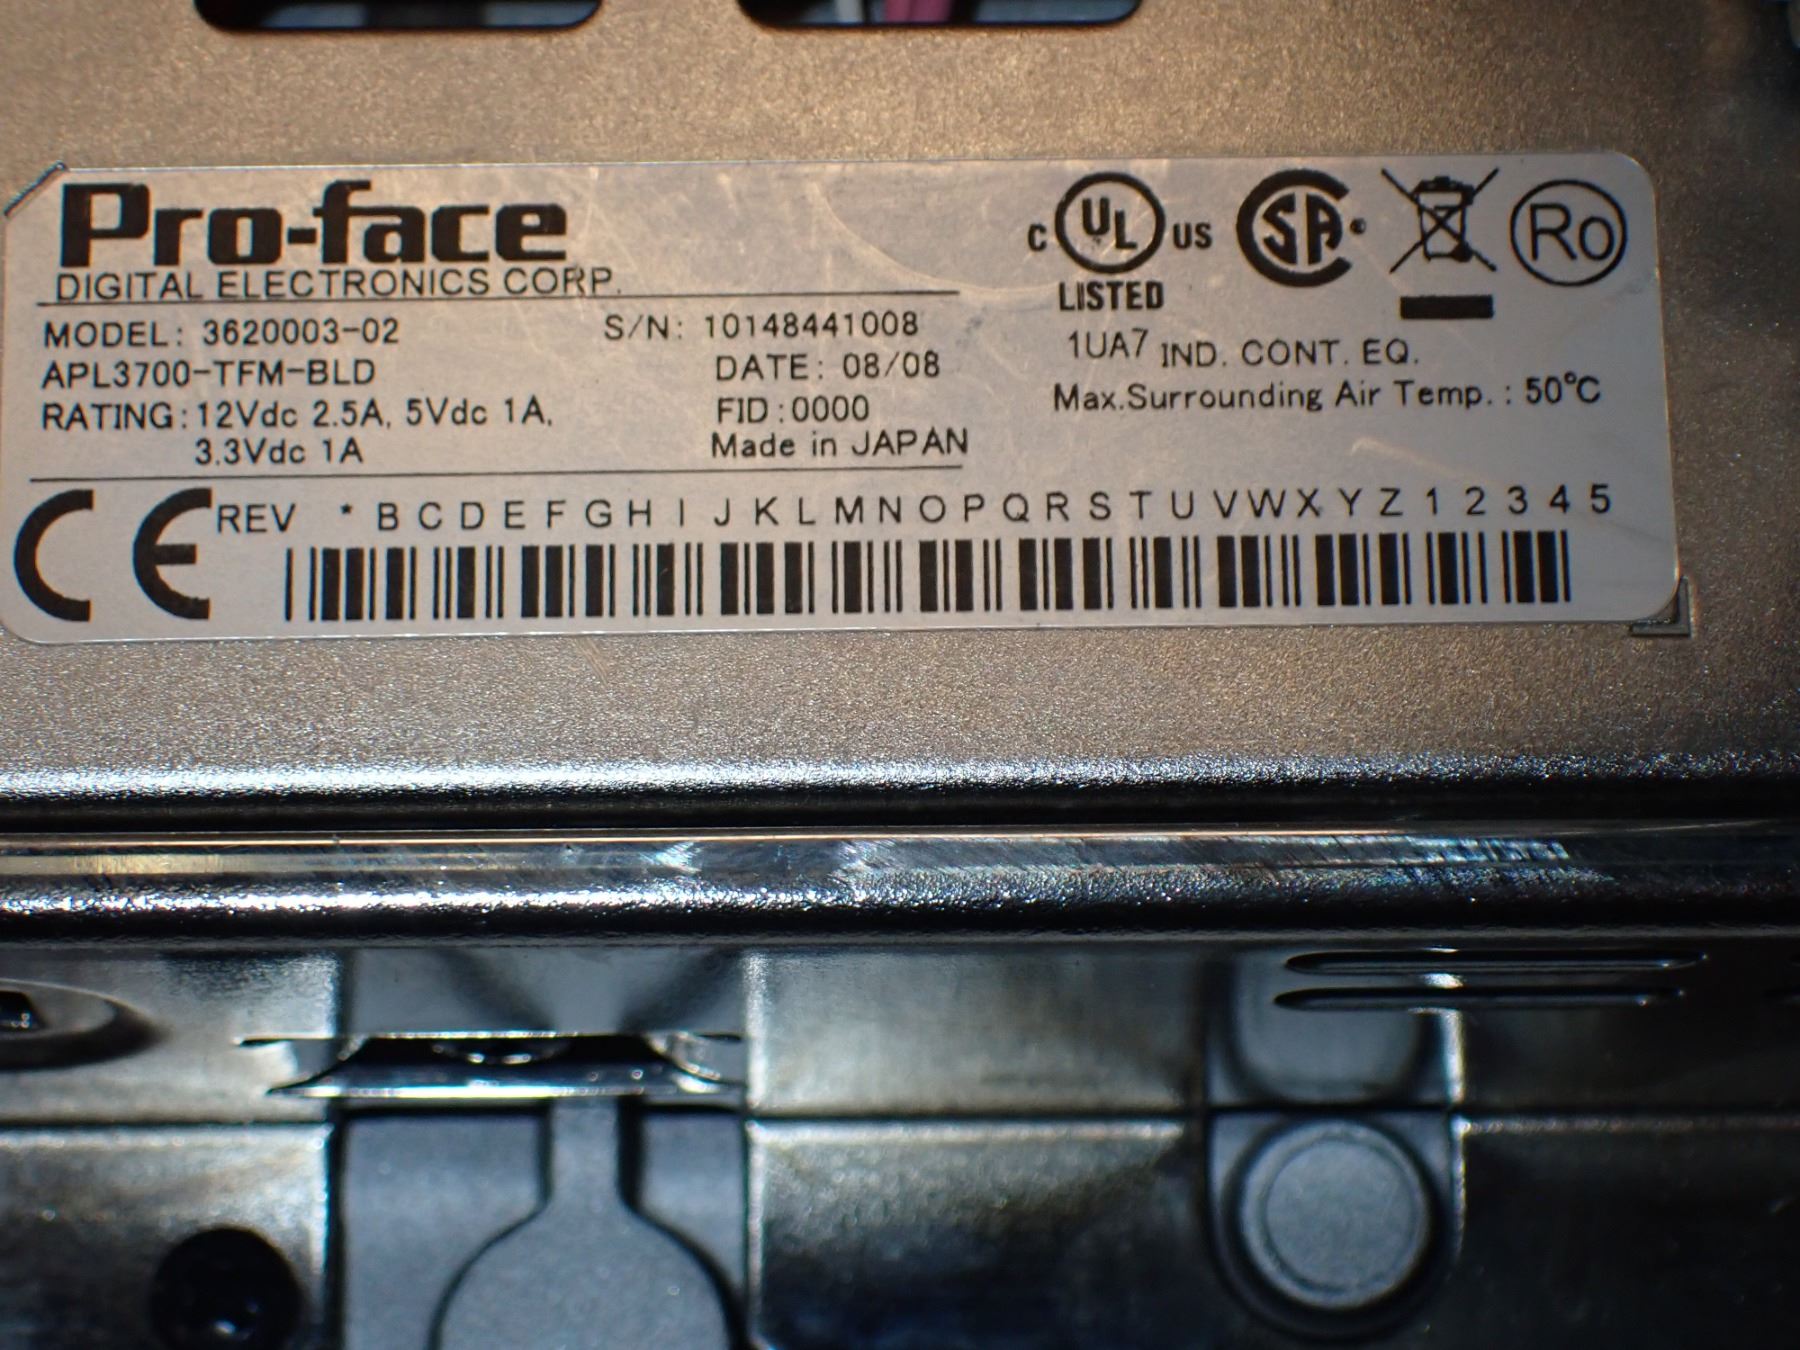 Pro-face
DIGITAL ELECTRONICS CORP.
MODEL: 3620003-02
APL3700-TFM-BLD
RATING: 12Vdc 2.5A, 5Vdc 1A,
3.3Vdc 1A
S/N: 10148441008
DATE: 08/08
FID:0000
Made in JAPAN
C UL US
LISTED
SA
Ro
1UA7 IND. CONT. EQ.
Max.Surrounding Air Temp. : 50℃
CE
REV * B C D E F G H I J K L M N O P Q R S T U V W X Y Z 1 2 3 4 5